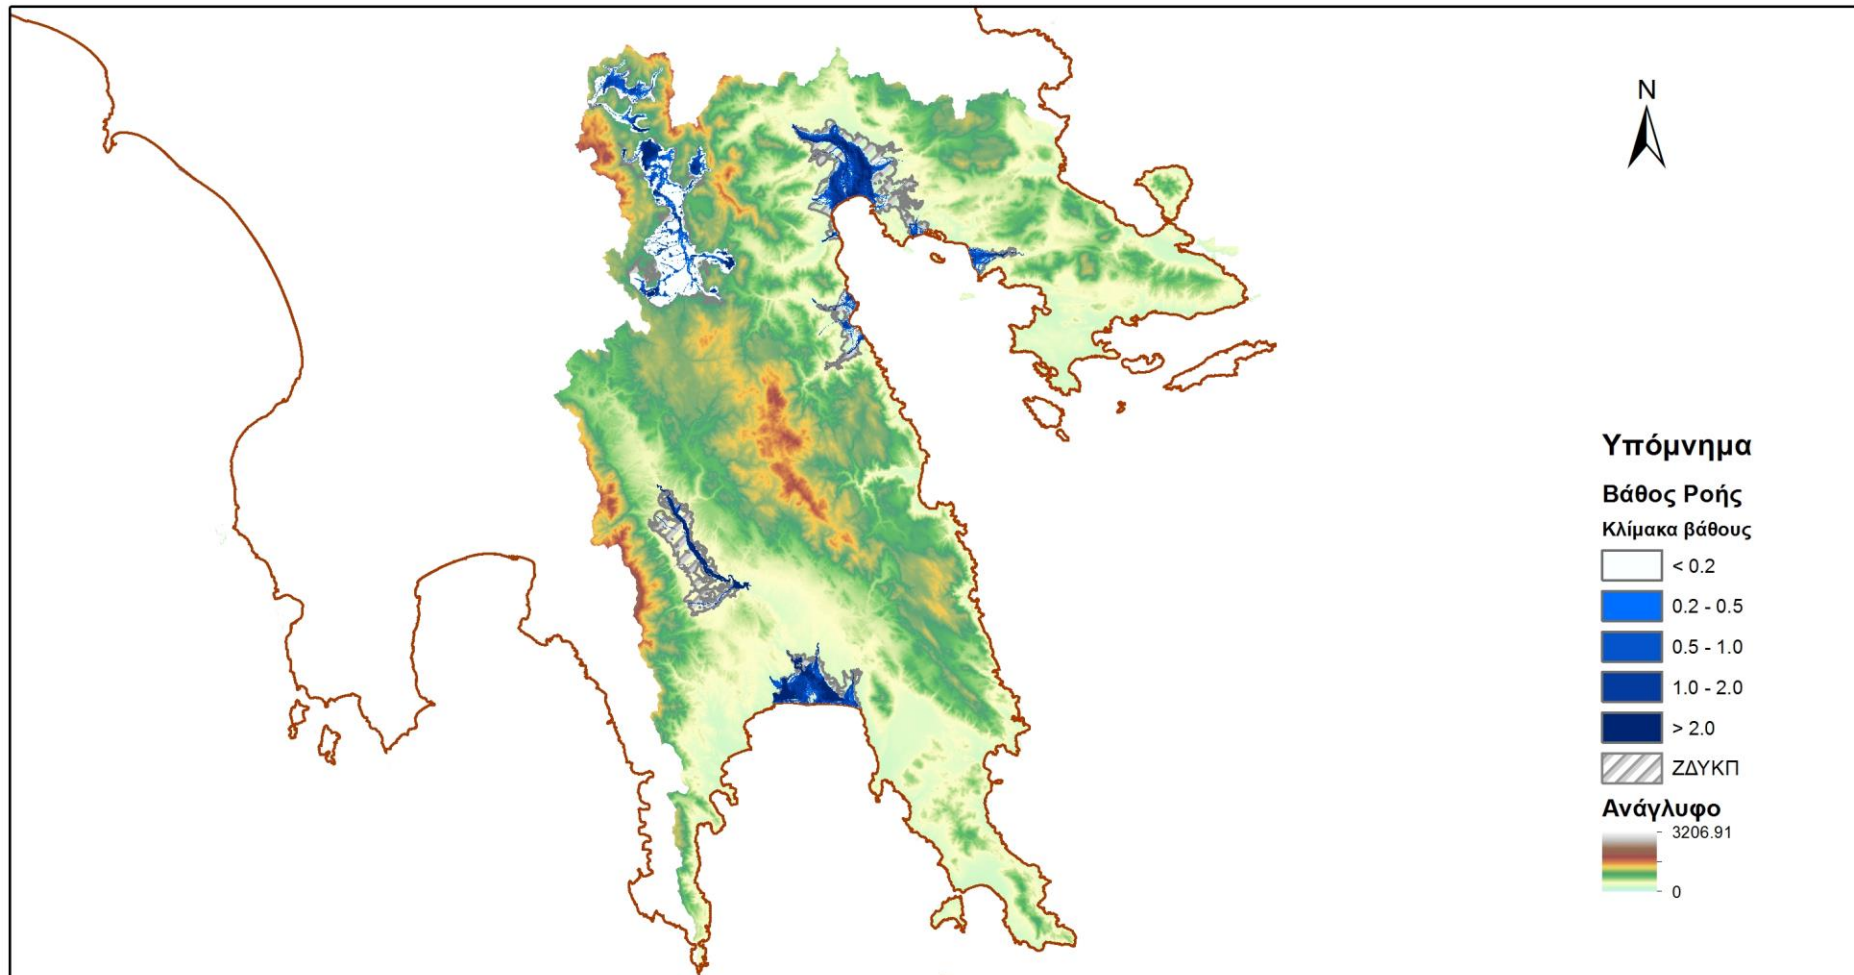 N
Υπόμνημα
Βάθος Ροής
Κλίμακα βάθους
< 0.2
0.2 - 0.5
0.5 - 1.0
1.0 - 2.0
> 2.0
ΖΔΥΚΠ
Ανάγλυφο
3206.91
0